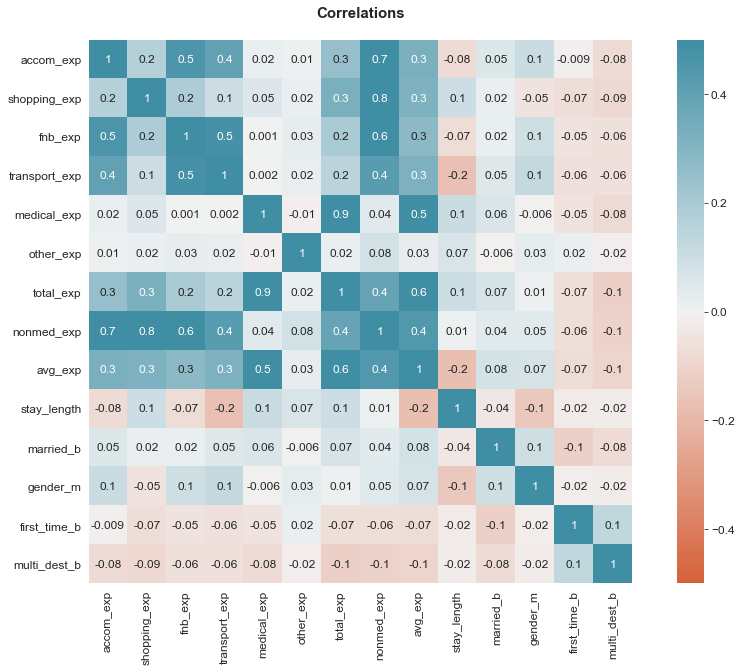 Correlations
accom_exp 1 0.2 0.5 0.4 0.02 0.01 0.3 0.7 0.3 -0.08 0.05 0.1 -0.009 -0.08
shopping_exp 0.2 1 0.2 0.1 0.05 0.02 0.33 0.8 0.3 0.1 0.02 -0.05 -0.07 -0.09
fnb_exp 0.5 0.2 1 0.5 0.001 0.03 0.2 0.6 0.3 -0.07 0.02 0.1 -0.05 -0.06
transport_exp 0.4 0.1 0.5 1 0.002 0.02 0.2 0.4 0.3 -0.2 0.05 0.1 -0.06 -0.06
medical_exp 0.02 0.05 0.001 0.002 1 -0.01 0.9 0.04 0.5 0.1 0.06 -0.006 -0.05 -0.08
other_exp 0.01 0.02 0.03 0.02 -0.01 1 0.02 0.08 0.03 0.07 -0.006 0.03 0.02 -0.02
total_exp 0.3 0.3 0.2 0.2 0.9 0.02 1 0.4 0.6 0.1 0.07 0.01 -0.07 -0.1
nonmed_exp 0.7 0.8 0.6 0.4 0.04 0.08 0.4 1 0.4 0.01 0.04 0.05 -0.06 -0.1
avg_exp 0.3 0.3 0.3 0.3 0.5 0.03 0.6 0.4 1 -0.2 0.08 0.07 -0.07 -0.1
stay_length -0.08 0.1 -0.07 -0.2 0.1 0.07 0.1 0.01 -0.2 1 -0.04 -0.1 -0.02 -0.02
married_b 0.05 0.02 0.02 0.05 0.06 -0.006 0.07 0.04 0.08 -0.04 1 0.1 -0.1 -0.08
gender_m 0.1 -0.05 0.1 0.1 -0.006 0.03 0.01 0.05 0.07 -0.1 0.1 1 -0.02 -0.02
first_time_b -0.009 -0.07 -0.05 -0.06 -0.05 0.02 -0.07 -0.06 -0.07 -0.02 -0.1 -0.02 1 0.1
multi_dest_b -0.08 -0.09 -0.06 -0.06 -0.08 -0.02 -0.1 -0.1 -0.1 -0.02 -0.08 -0.02 0.1 1
accom_exp shopping_exp fnb_exp transport_exp medical_exp other_exp total_exp nonmed_exp avg_exp stay_length married_b gender_m first_time_b multi_dest_b
0.4
0.2
0.0
−0.2
−0.4